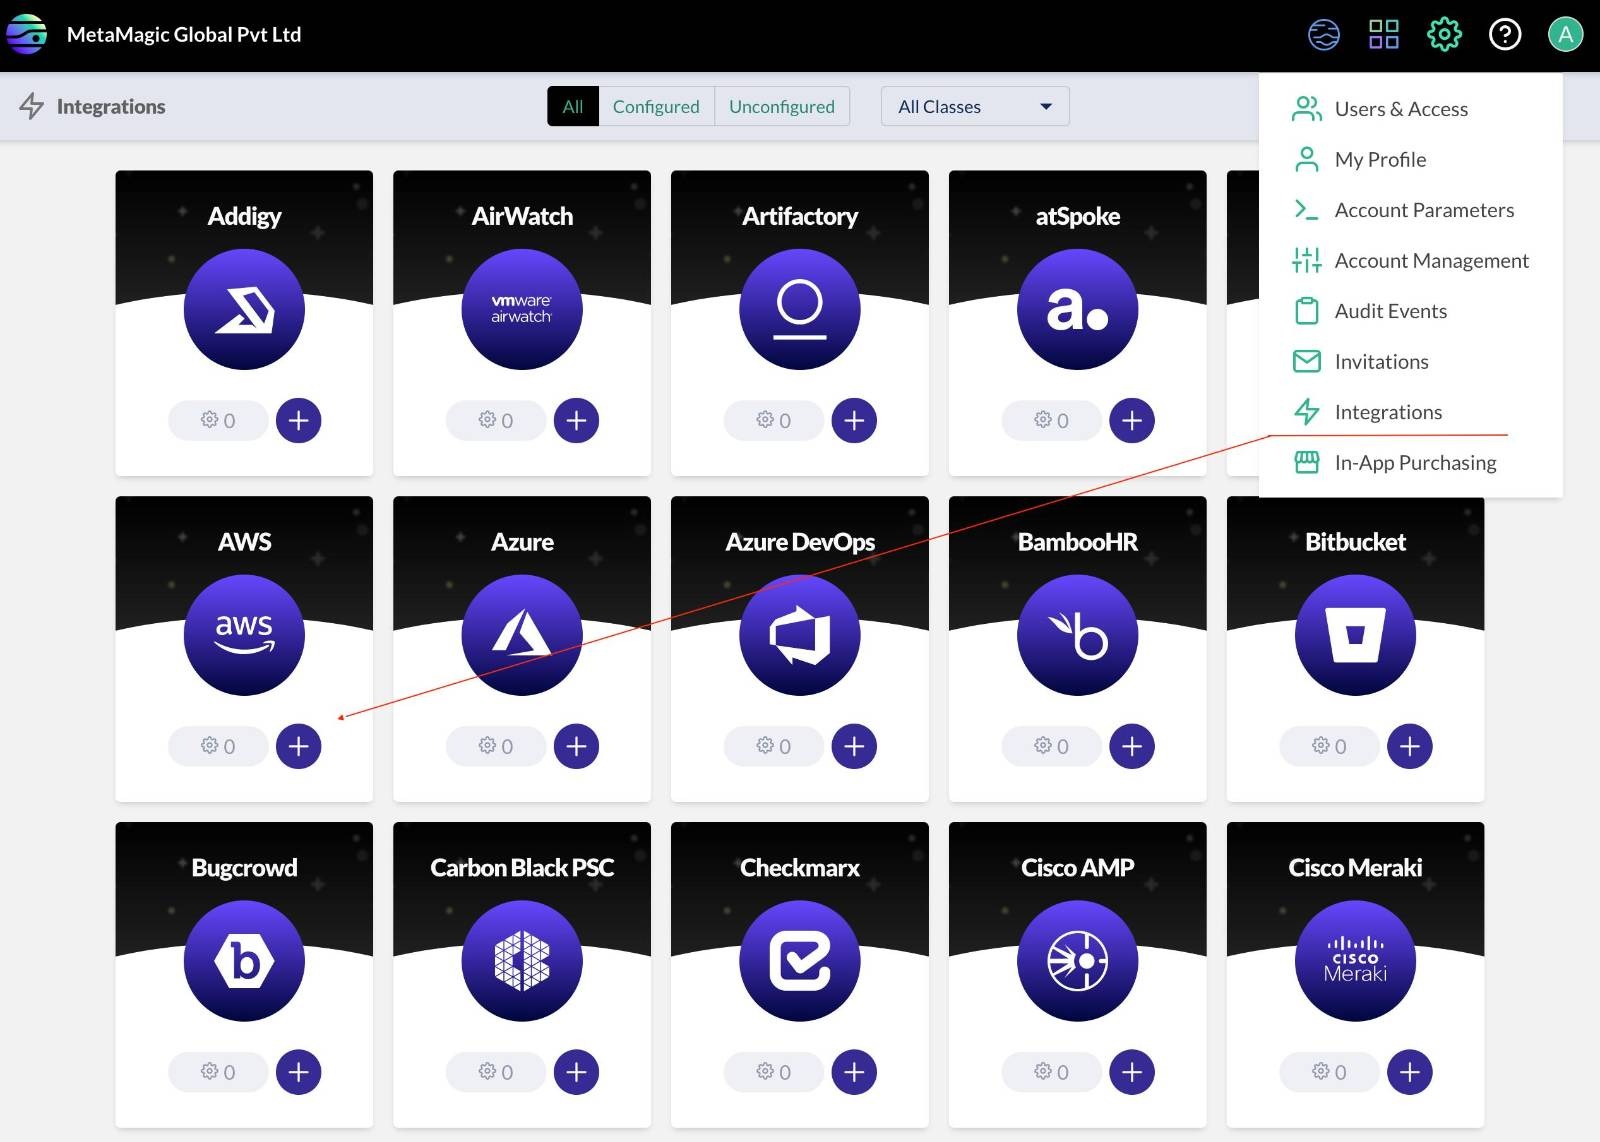 MetaMagic Global Pvt Ltd
A
Integrations
All
Configured
Unconfigured
All Classes
Users & Access
My Profile
Account Parameters
Account Management
Audit Events
Invitations
Integrations
In-App Purchasing
Addigy
AirWatch
Artifactory
atSpoke
vmware
airwatch
a.
0
0
0
0
AWS
Azure
Azure DevOps
BambooHR
Bitbucket
aws
b
0
0
0
0
0
Bugcrowd
Carbon Black PSC
Checkmarx
Cisco AMP
Cisco Meraki
b
CISCO
Meraki
0
0
0
0
0